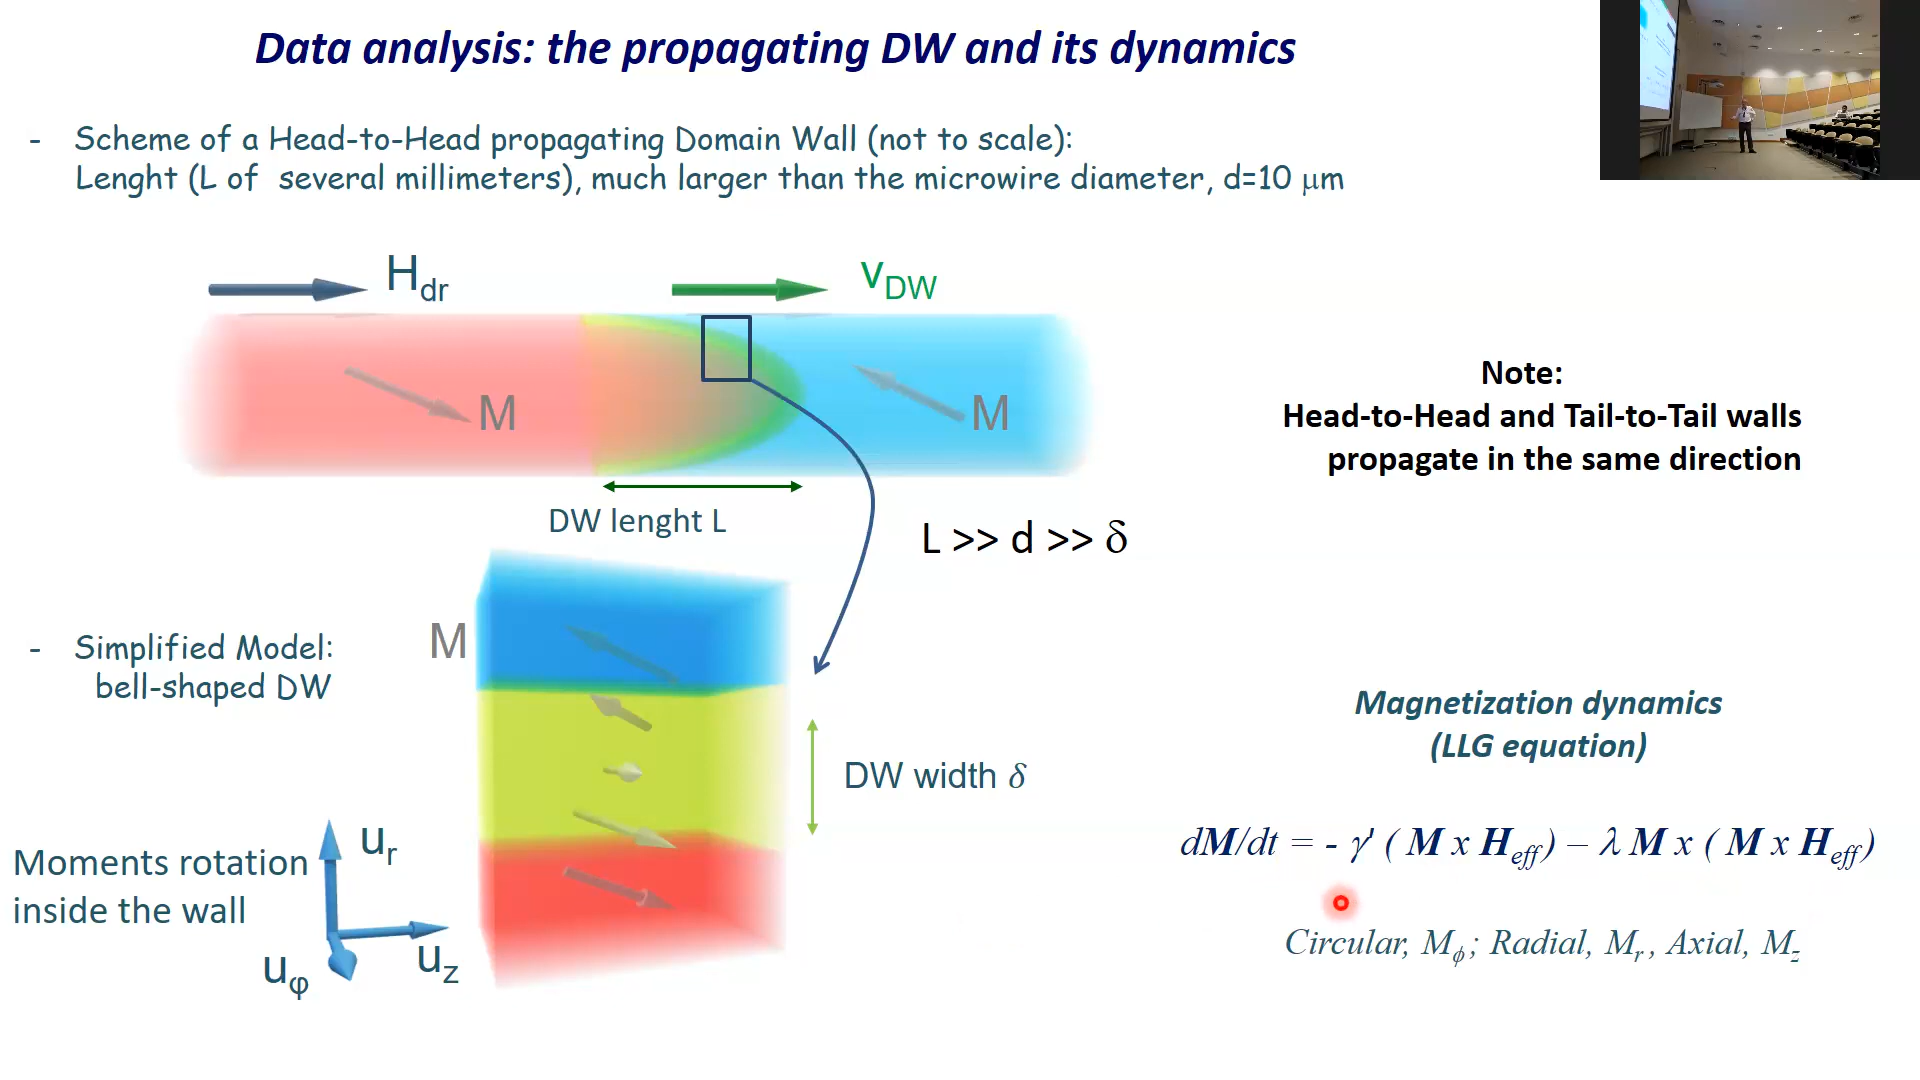 Data analysis: the propagating DW and its dynamics
- Scheme of a Head-to-Head propagating Domain Wall (not to scale):
Lenght (L of several millimeters), much larger than the microwire diameter, d=10 μm
H_dr
v_DW
M
M
Note:
Head-to-Head and Tail-to-Tail walls
propagate in the same direction
DW lenght L
L >> d >> δ
- Simplified Model:
bell-shaped DW
M
DW width δ
Magnetization dynamics
(LLG equation)
dM/dt = - γ' ( M x H_eff ) – λ M x ( M x H_eff )
Moments rotation
inside the wall
u_r
u_z
u_φ
Circular, M_ϕ ; Radial, M_r , Axial, M_z